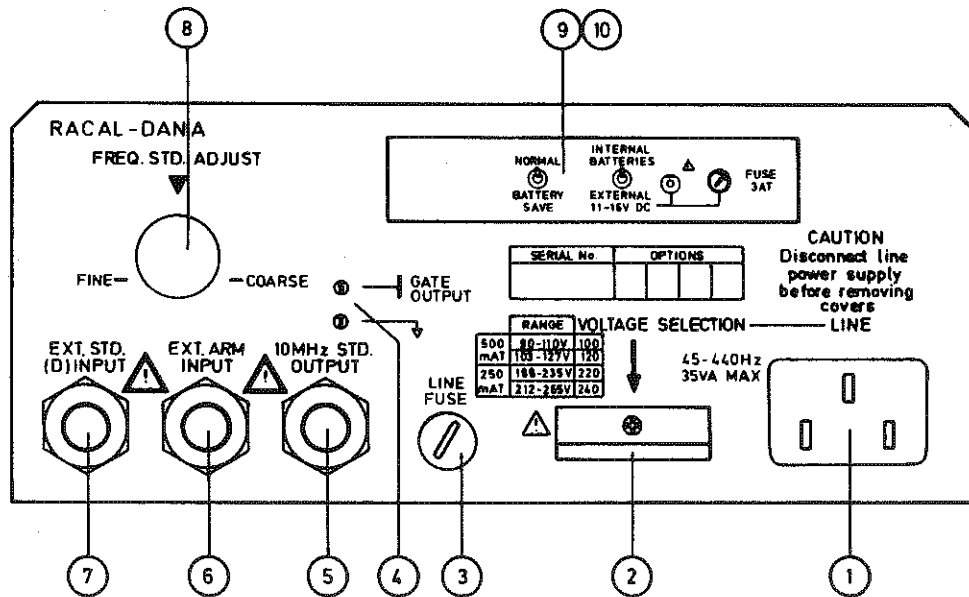 8
9 10
RACAL-DANA
FREQ. STD. ADJUST
FINE
COARSE
NORMAL
BATTERY
SAVE
INTERNAL
BATTERIES
EXTERNAL
11-16V DC
FUSE
3AT
SERIAL No.
OPTIONS
CAUTION
Disconnect line
power supply
before removing
covers
GATE
OUTPUT
RANGE VOLTAGE SELECTION LINE
500 90-110V 100
mAT 103-127V 120
250 188-235V 220
mAT 212-265V 240
45-440Hz
35VA MAX
EXT. STD.
(D) INPUT
EXT. ARM
INPUT
10MHz STD.
OUTPUT
LINE
FUSE
7 6 5 4 3 2 1